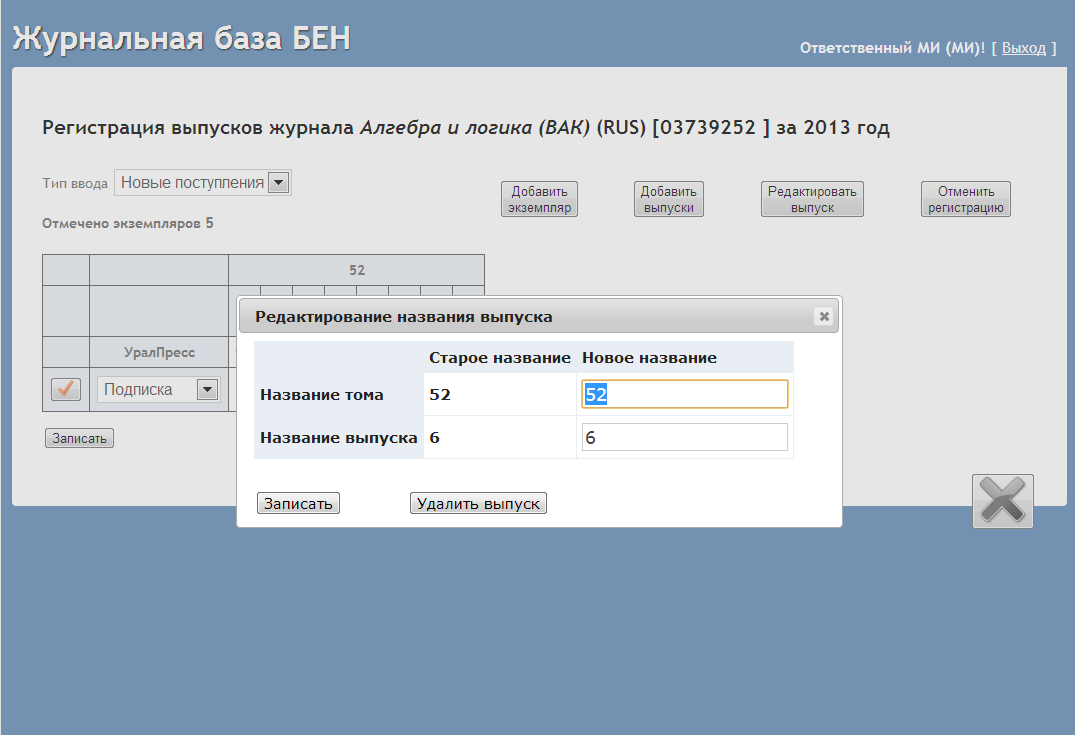 Журнальная база БЕН
Ответственный МИ (МИ)! [ Выход ]
Регистрация выпусков журнала Алгебра и логика (ВАК) (RUS) [03739252 ] за 2013 год
Тип ввода Новые поступления
Добавить экземпляр
Добавить выпуски
Редактировать выпуск
Отменить регистрацию
Отмечено экземпляров 5
52
УралПресс
Подписка
Записать
Редактирование названия выпуска
Старое название Новое название
Название тома 52 52
Название выпуска 6 6
Записать Удалить выпуск